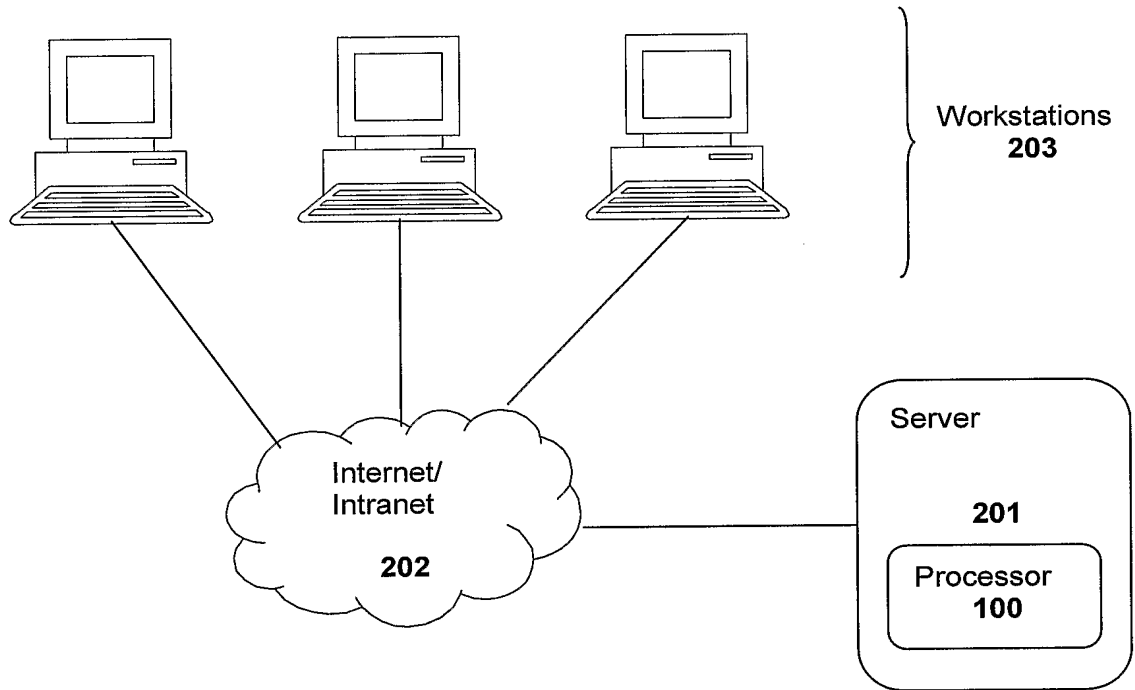 Workstations
203
Internet/
Intranet
202
Server
201
Processor
100